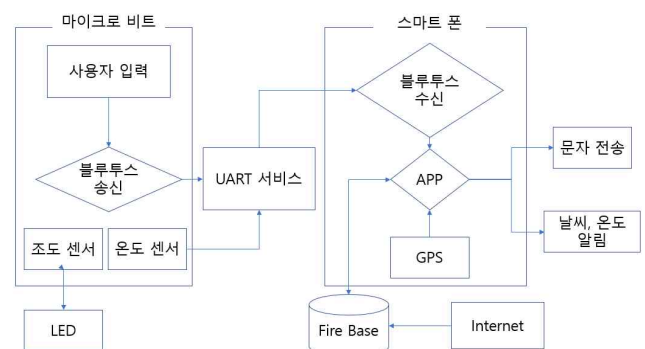 마이크로 비트
스마트 폰
사용자 입력
블루투스
수신
블루투스
송신
UART 서비스
APP
문자 전송
조도 센서
온도 센서
GPS
날씨, 온도
알림
LED
Fire Base
Internet